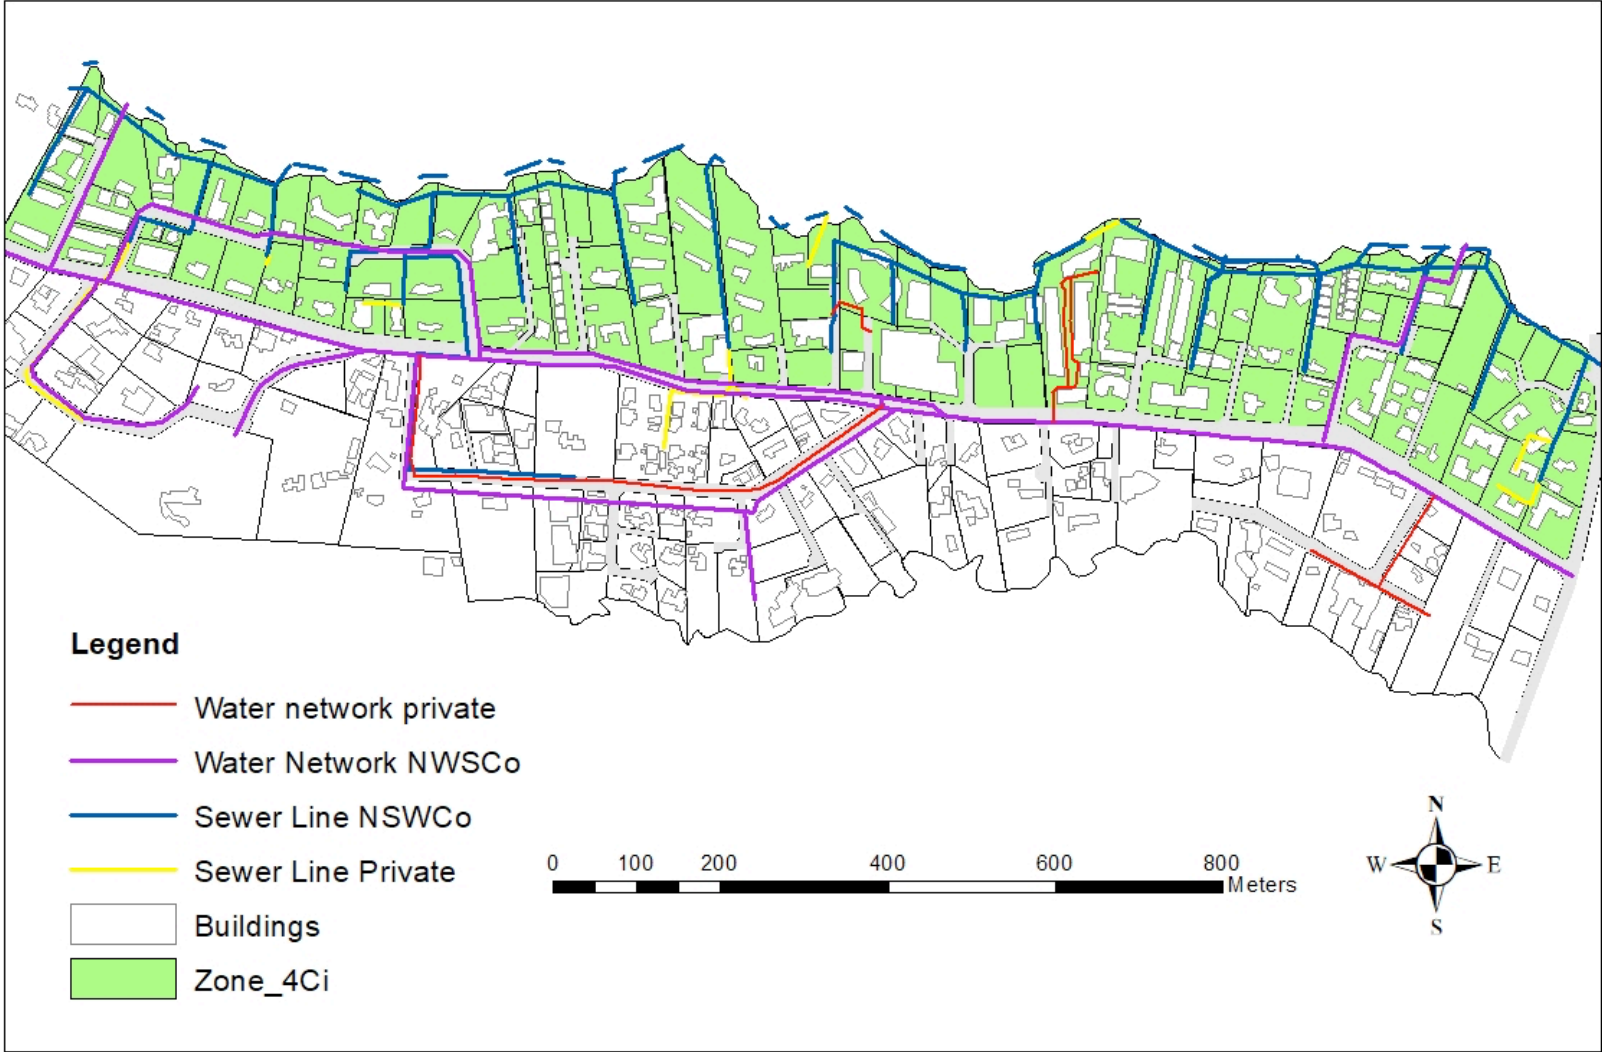 Legend
Water network private
Water Network NWSCo
Sewer Line NSWCo
Sewer Line Private
Buildings
Zone_4Ci
0 100 200 400 600 800
Meters
N
W E
S